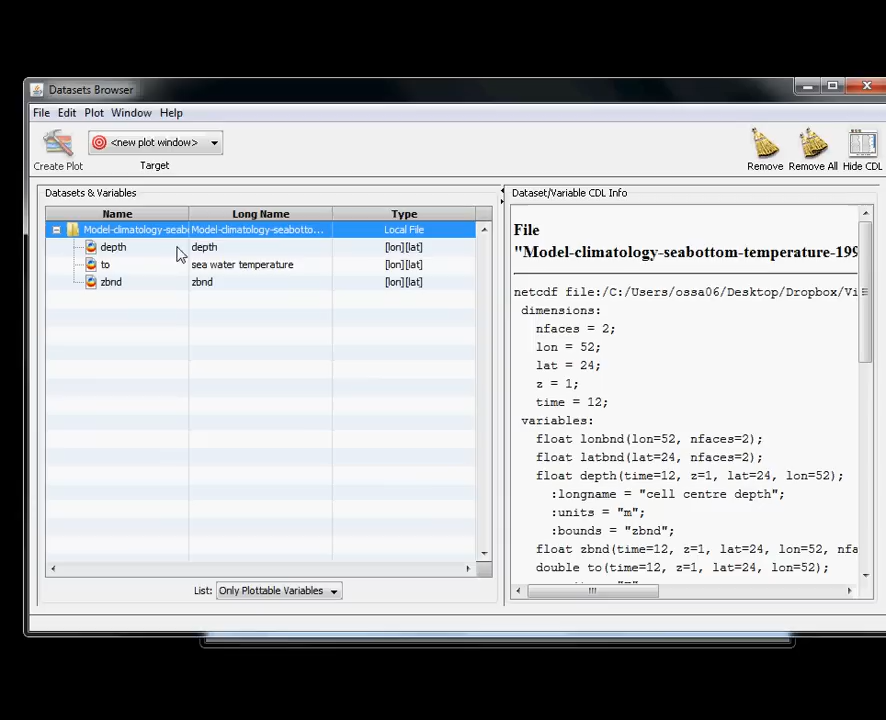 Datasets Browser
File Edit Plot Window Help
<new plot window>
Create Plot Target Remove Remove All Hide CDL
Datasets & Variables
Name Long Name Type
Model-climatology-seab Model-climatology-seabotto... Local File
depth depth [lon][lat]
to sea water temperature [lon][lat]
zbnd zbnd [lon][lat]
List: Only Plottable Variables
Dataset/Variable CDL Info
File
"Model-climatology-seabottom-temperature-199
netcdf file:/C:/Users/ossa06/Desktop/Dropbox/Vi
dimensions:
nfaces = 2;
lon = 52;
lat = 24;
z = 1;
time = 12;
variables:
float lonbnd(lon=52, nfaces=2);
float latbnd(lat=24, nfaces=2);
float depth(time=12, z=1, lat=24, lon=52);
:longname = "cell centre depth";
:units = "m";
:bounds = "zbnd";
float zbnd(time=12, z=1, lat=24, lon=52, nfa
double to(time=12, z=1, lat=24, lon=52);